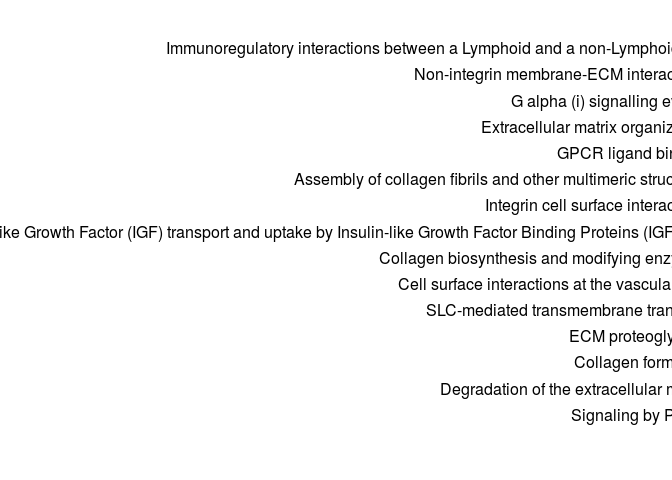 Immunoregulatory interactions between a Lymphoid and a non-Lymphoi
Non-integrin membrane-ECM interac
G alpha (i) signalling e
Extracellular matrix organiz
GPCR ligand bi
Assembly of collagen fibrils and other multimeric struc
Integrin cell surface interac
ike Growth Factor (IGF) transport and uptake by Insulin-like Growth Factor Binding Proteins (IGF
Collagen biosynthesis and modifying enz
Cell surface interactions at the vascula
SLC-mediated transmembrane tran
ECM proteogly
Collagen form
Degradation of the extracellular
Signaling by P